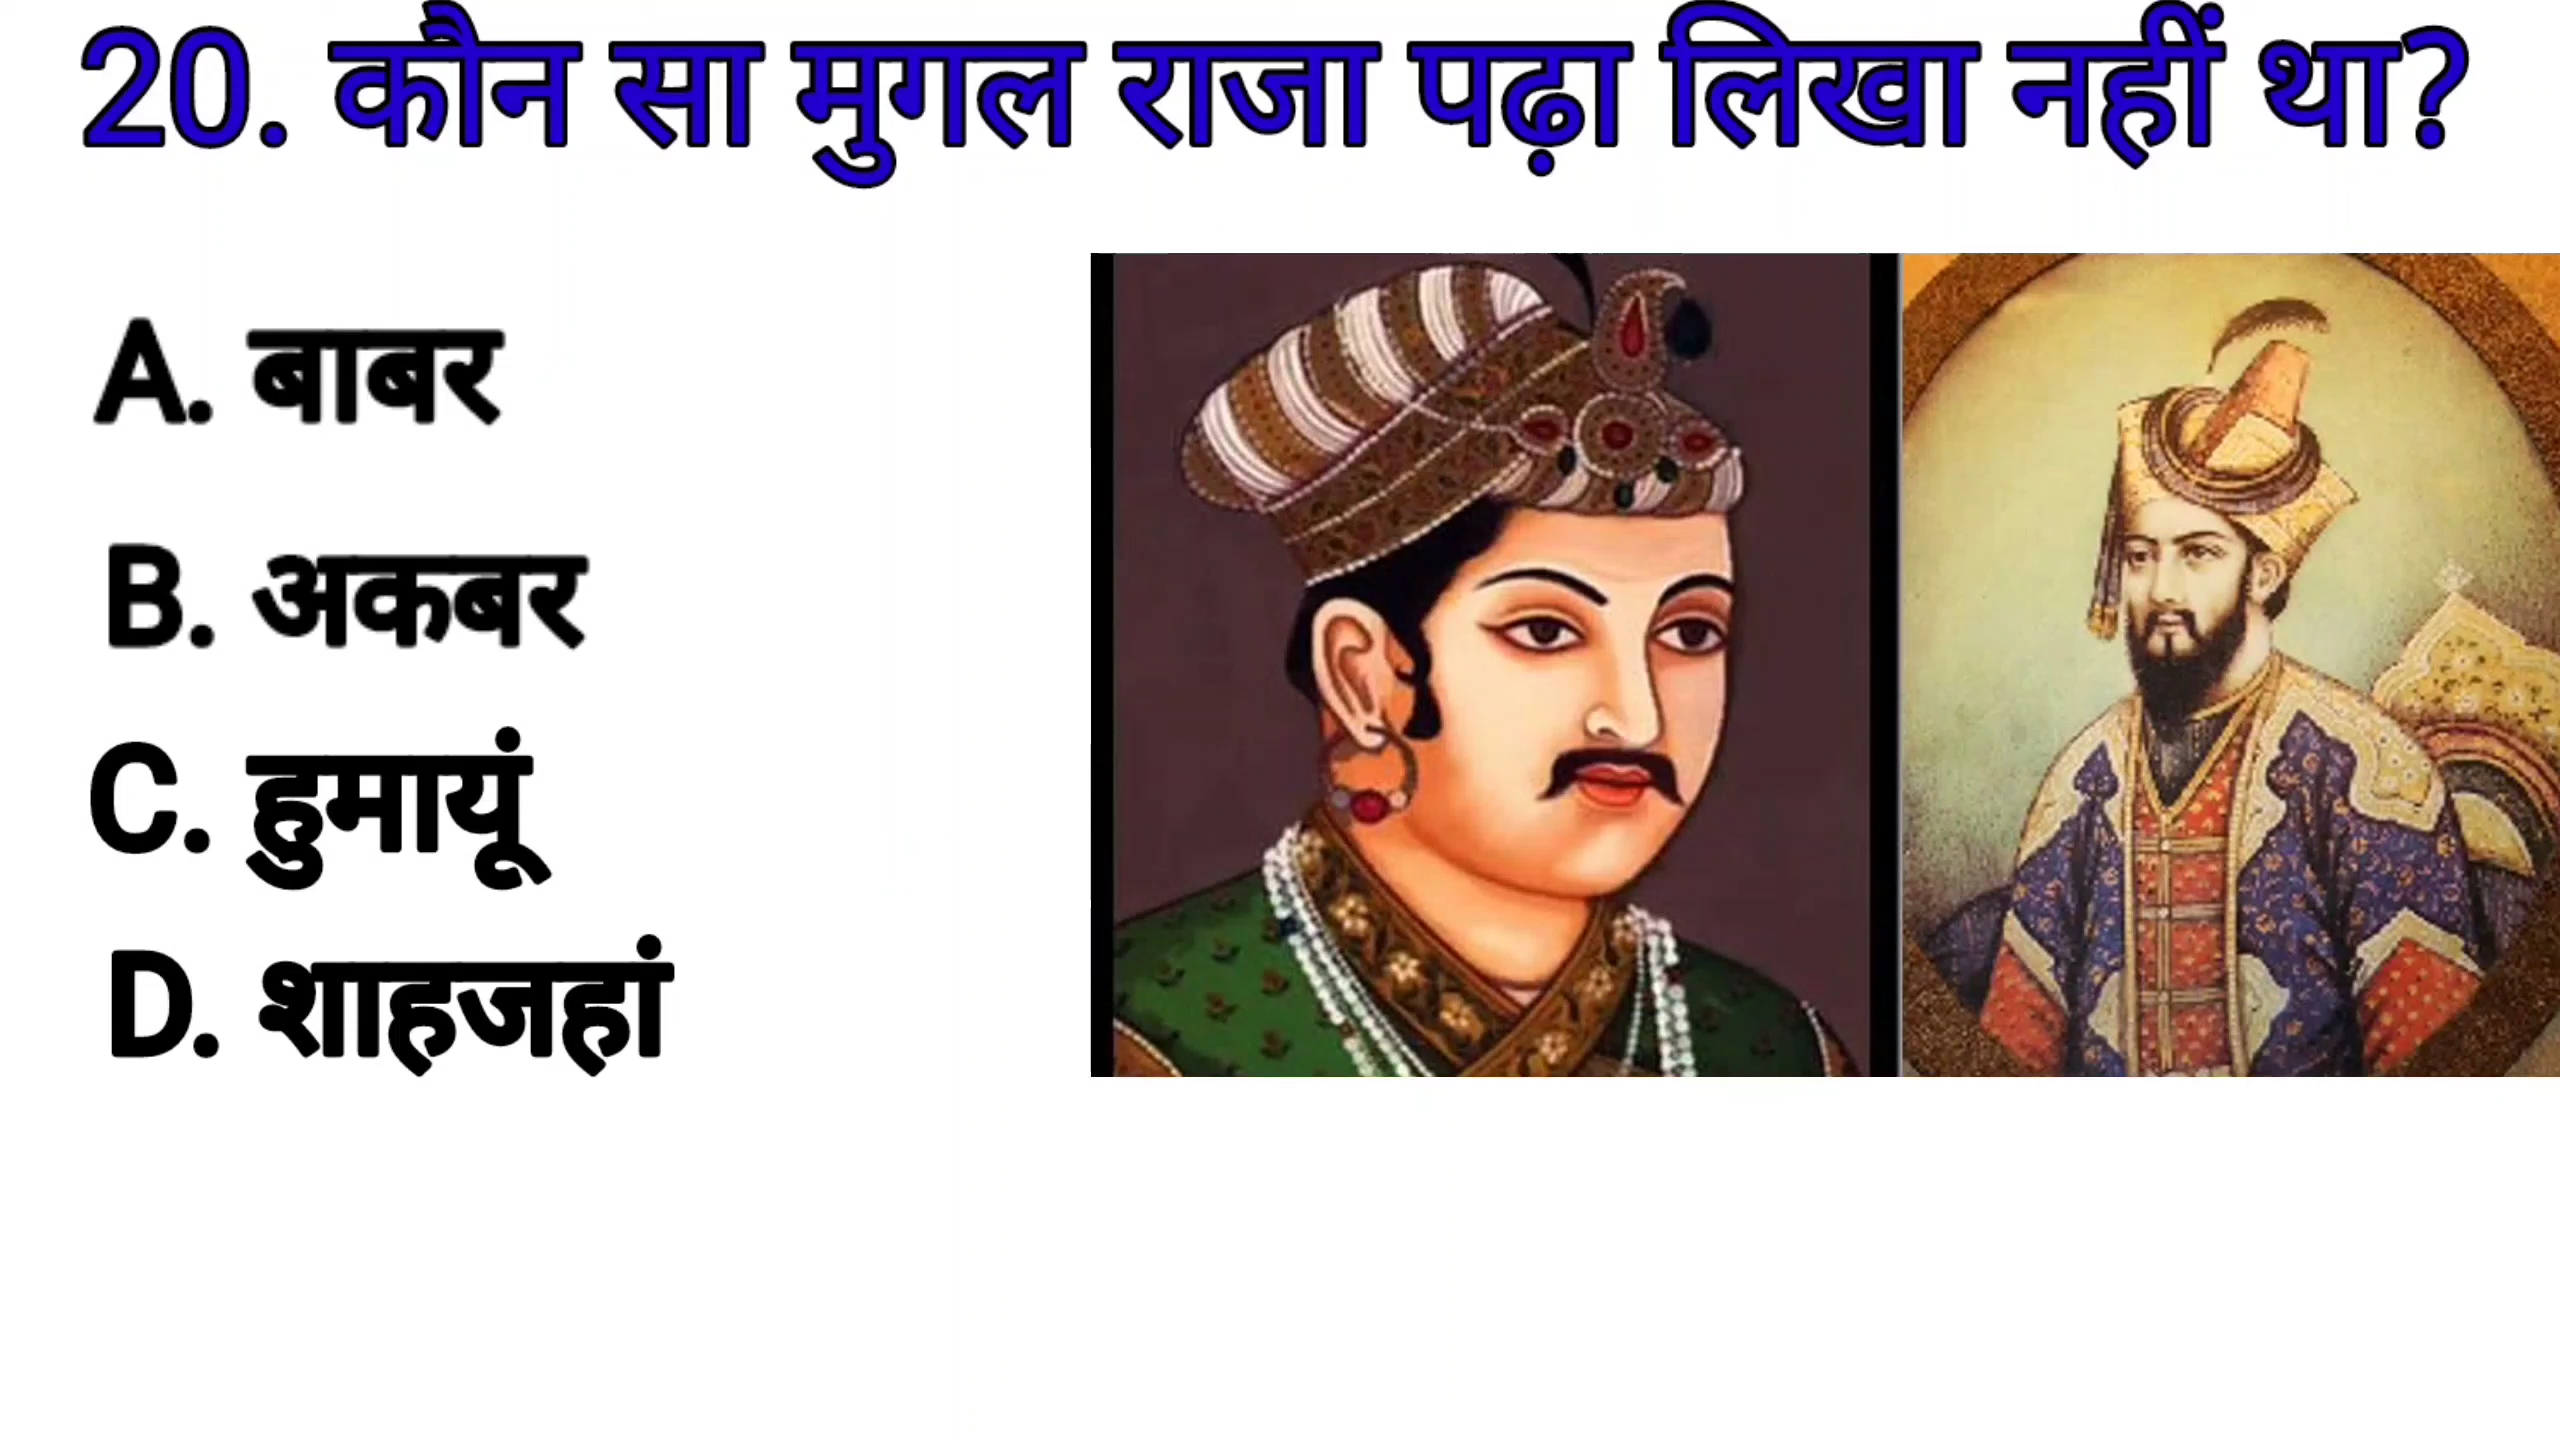 20. कौन सा मुगल राजा पढ़ा लिखा नहीं था?
A. बाबर
B. अकबर
C. हुमायूं
D. शाहजहां